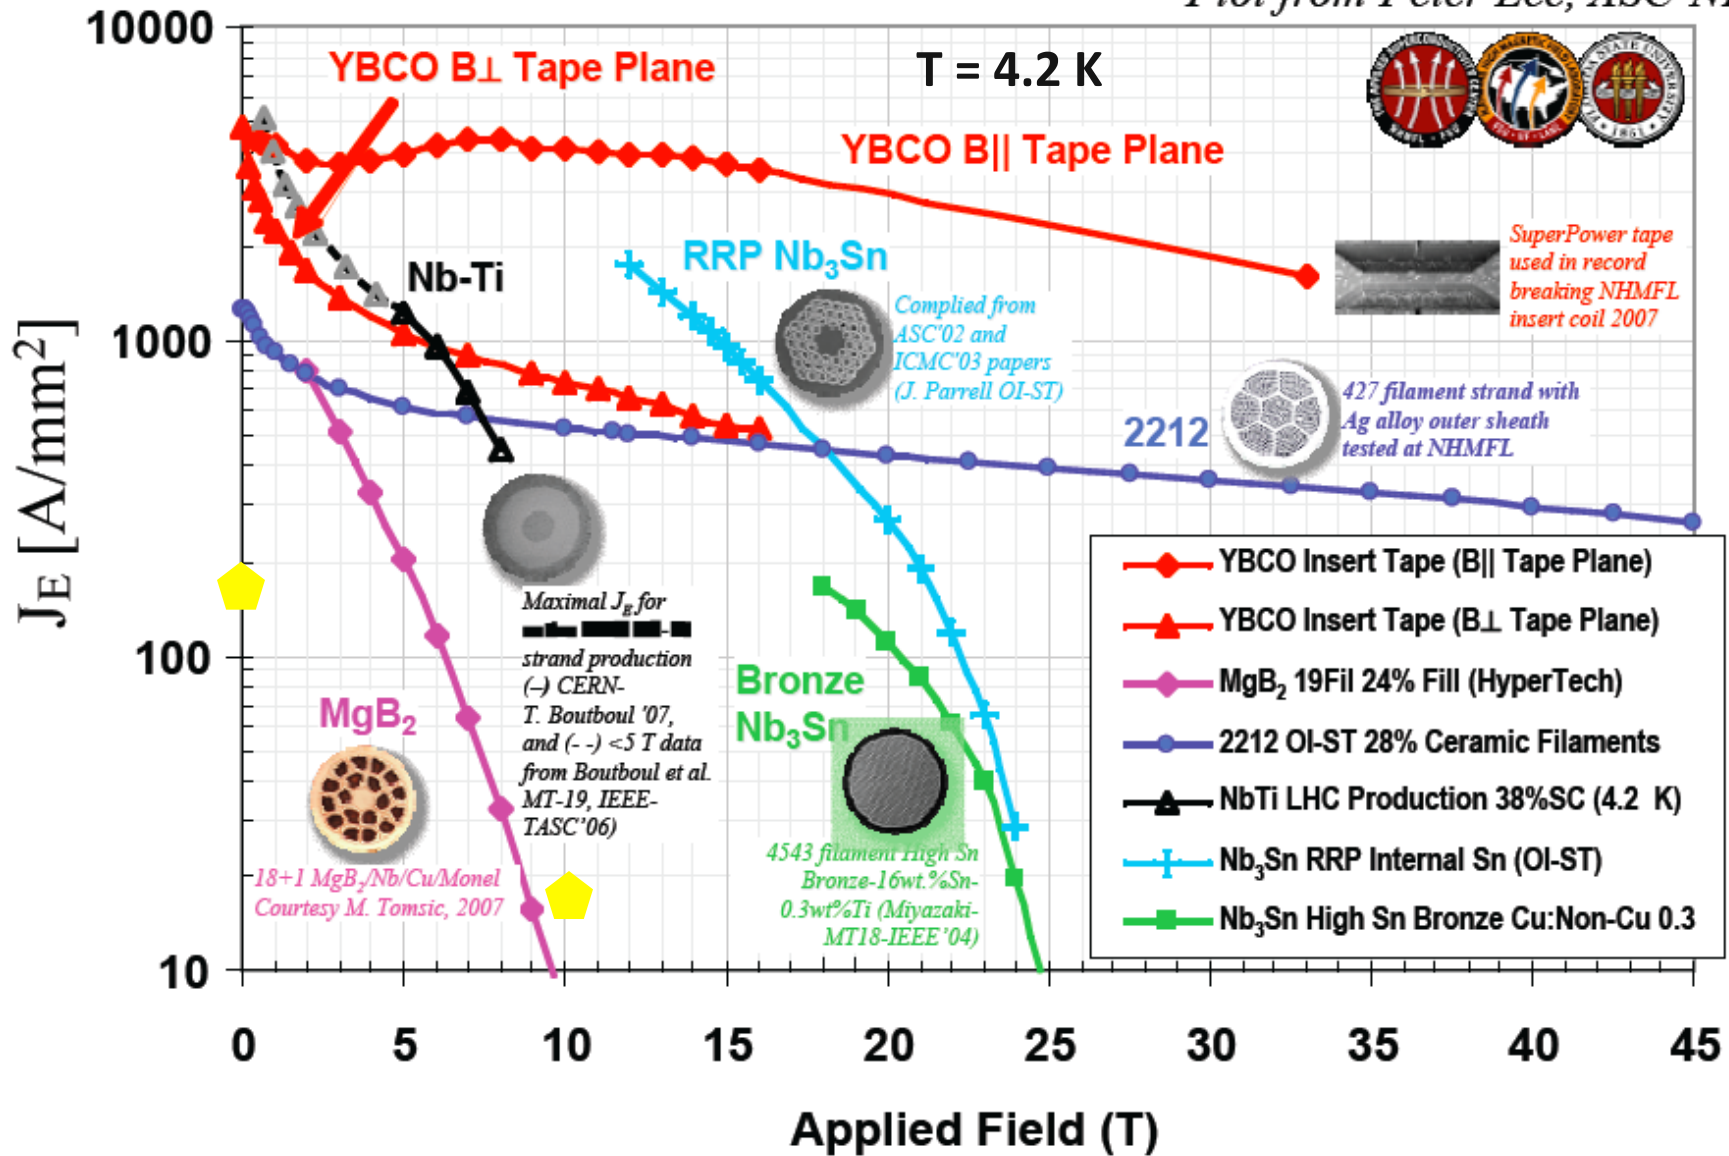 Plot from Peter Lee, ASC-N
10000
1000
100
10
J_E [A/mm²]
YBCO B⊥ Tape Plane
T = 4.2 K
YBCO B|| Tape Plane
SuperPower tape
used in record
breaking NHMFL
insert coil 2007
RRP Nb₃Sn
Nb-Ti
Complied from
ASC'02 and
ICMC'03 papers
(J. Parrell OI-ST)
2212
427 filament strand with
Ag alloy outer sheath
tested at NHMFL
Maximal J_E for
strand production
(–) CERN-
T. Boutboul '07,
and (- -) <5 T data
from Boutboul et al.
MT-19, IEEE-
TASC'06)
MgB₂
18+1 MgB₂/Nb/Cu/Monel
Courtesy M. Tomsic, 2007
Bronze
Nb₃Sn
4543 filament High Sn
Bronze-16wt.%Sn-
0.3wt%Ti (Miyazaki-
MT18-IEEE'04)
YBCO Insert Tape (B|| Tape Plane)
YBCO Insert Tape (B⊥ Tape Plane)
MgB₂ 19Fil 24% Fill (HyperTech)
2212 OI-ST 28% Ceramic Filaments
NbTi LHC Production 38%SC (4.2 K)
Nb₃Sn RRP Internal Sn (OI-ST)
Nb₃Sn High Sn Bronze Cu:Non-Cu 0.3
0 5 10 15 20 25 30 35 40 45
Applied Field (T)